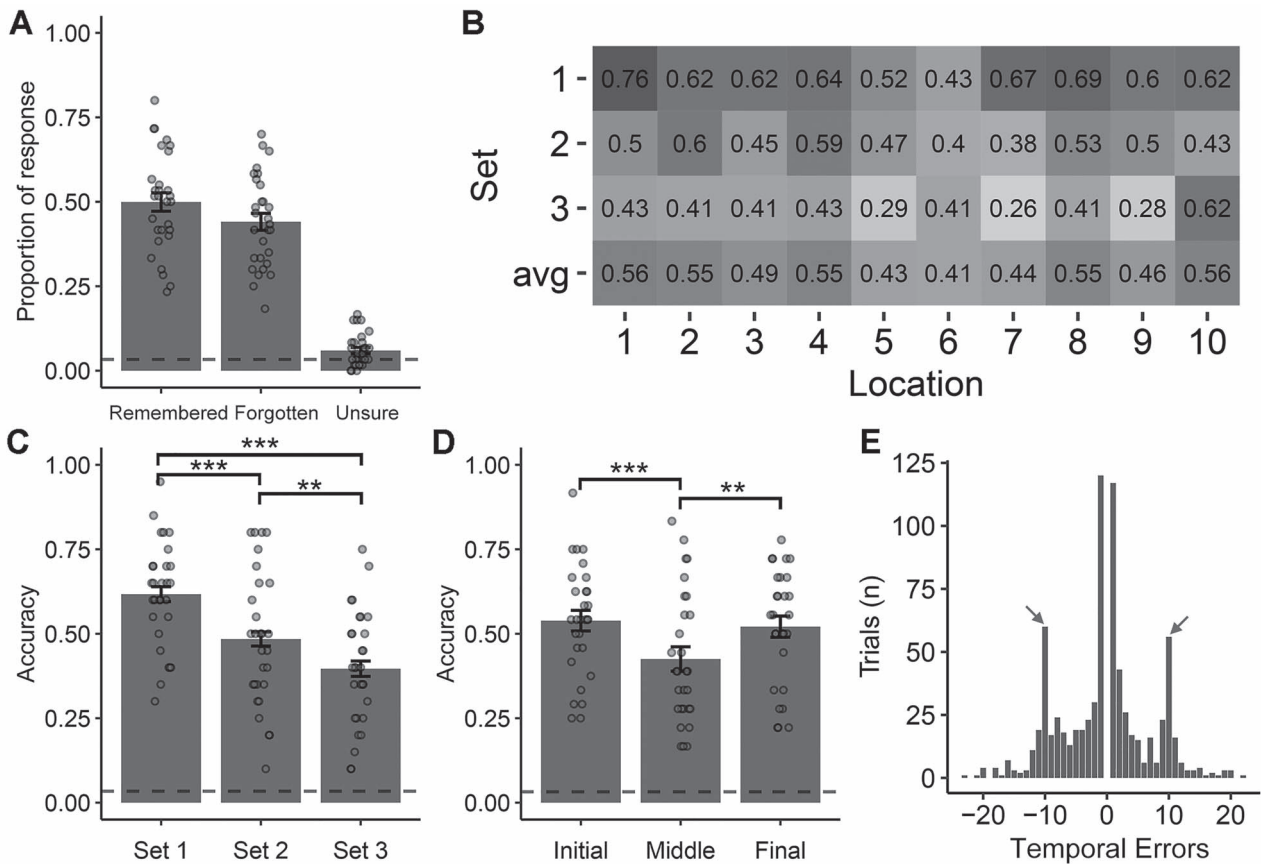 A
1.00
0.75
0.50
0.25
0.00
Proportion of response
Remembered Forgotten Unsure
B
Set
1 0.76 0.62 0.62 0.64 0.52 0.43 0.67 0.69 0.6 0.62
2 0.5 0.6 0.45 0.59 0.47 0.4 0.38 0.53 0.5 0.43
3 0.43 0.41 0.41 0.43 0.29 0.41 0.26 0.41 0.28 0.62
avg 0.56 0.55 0.49 0.55 0.43 0.41 0.44 0.55 0.46 0.56
1 2 3 4 5 6 7 8 9 10
Location
C
1.00
0.75
0.50
0.25
0.00
Accuracy
***
***
**
Set 1 Set 2 Set 3
D
1.00
0.75
0.50
0.25
0.00
Accuracy
***
**
Initial Middle Final
E
125
100
75
50
25
0
Trials (n)
−20 −10 0 10 20
Temporal Errors